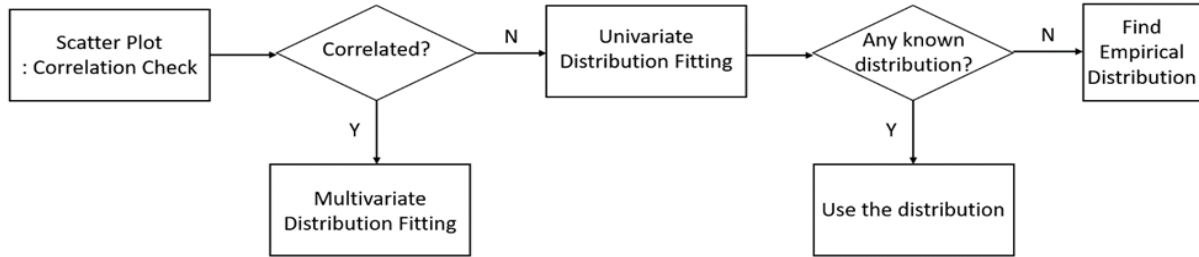 Scatter Plot
: Correlation Check
Correlated?
N
Y
Multivariate
Distribution Fitting
Univariate
Distribution Fitting
Any known
distribution?
N
Y
Use the distribution
Find
Empirical
Distribution